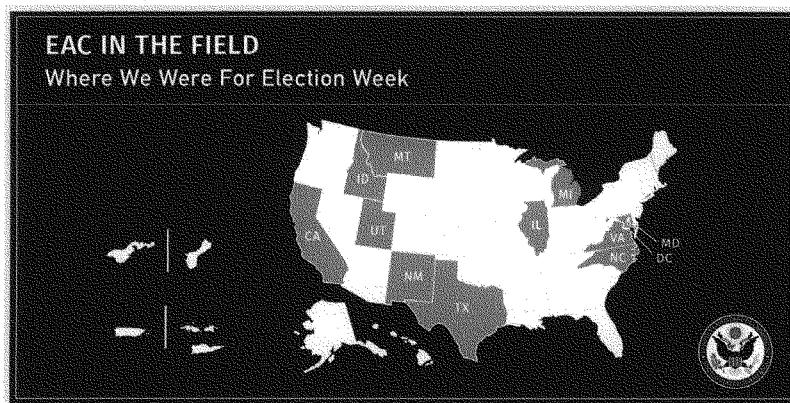 EAC IN THE FIELD
Where We Were For Election Week
MT
ID
MI
UT
IL
CA
VA
MD
NC
DC
NM
TX